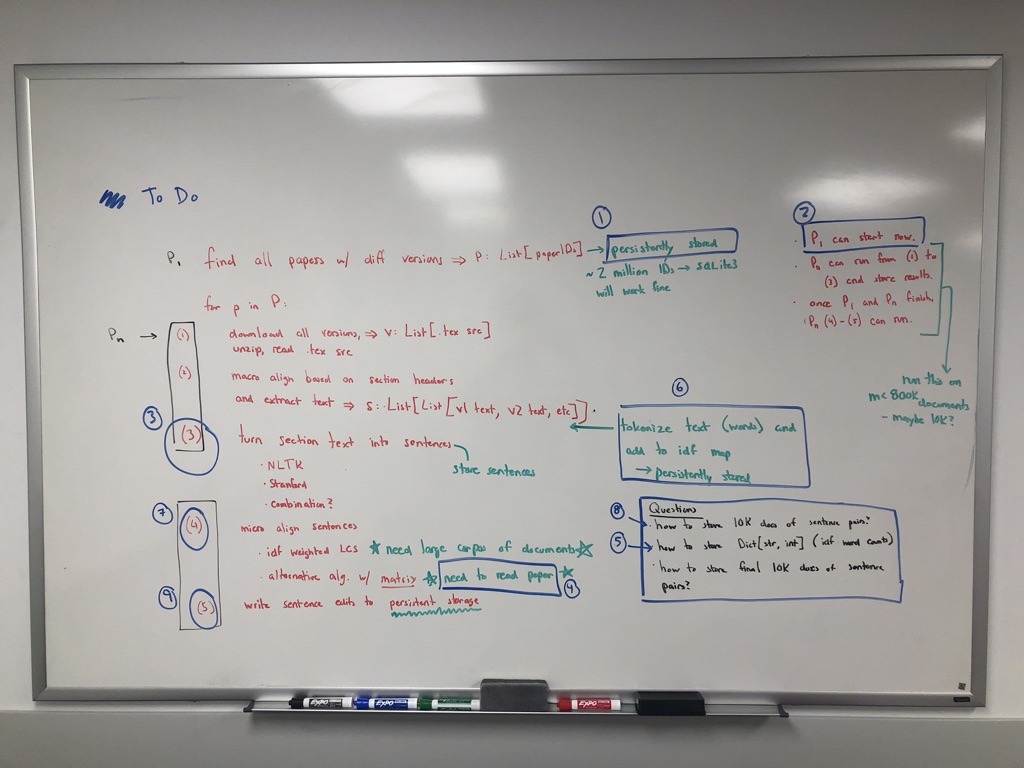 To Do
P1 find all papers w/ diff versions ⇒ P: List[paperIDs]
→ persistently stored
~ 2 million IDs → SQLite3
will work fine
1
2
· P1 can start now.
· Pn can run from (1) to
(3) and store results.
· once P1 and Pn finish,
Pn (4)-(5) can run.
run this on
m< 800K
documents
- maybe 10K?
for p in P:
Pn →
(1) download all versions, ⇒ v: List[.tex src]
unzip, read .tex src
(2) macro align based on section headers
and extract text ⇒ s: List[List[v1 text, v2 text, etc]]
3
(3) turn section text into sentences
store sentences
· NLTK
· Stanford
· Combination?
6
tokenize text (words) and
add to idf map
→ persistently stored
7
(4) micro align sentences
· idf weighted LCS ☆ need large corpus of documents ☆
· alternative alg. w/ matrix ☆ need to read paper ☆
4
9
(5) write sentence edits to persistent storage
Questions
8
· how to store 10K docs of sentence pairs?
5
· how to store Dict[str, int] (idf word counts)
· how to store final 10K docs of sentence
pairs?
EXPO
EXPO
EXPO